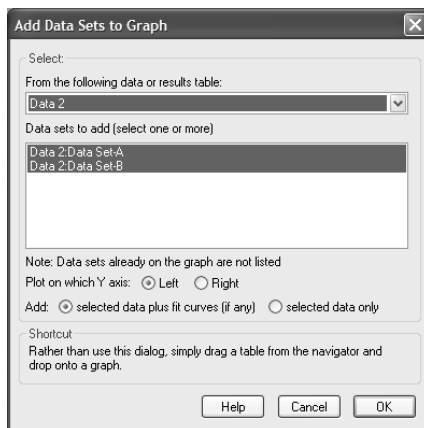 Add Data Sets to Graph
Select:
From the following data or results table:
Data 2
Data sets to add (select one or more)
Data 2:Data Set-A
Data 2:Data Set-B
Note: Data sets already on the graph are not listed
Plot on which Y axis: Left Right
Add: selected data plus fit curves (if any) selected data only
Shortcut
Rather than use this dialog, simply drag a table from the navigator and
drop onto a graph.
Help Cancel OK